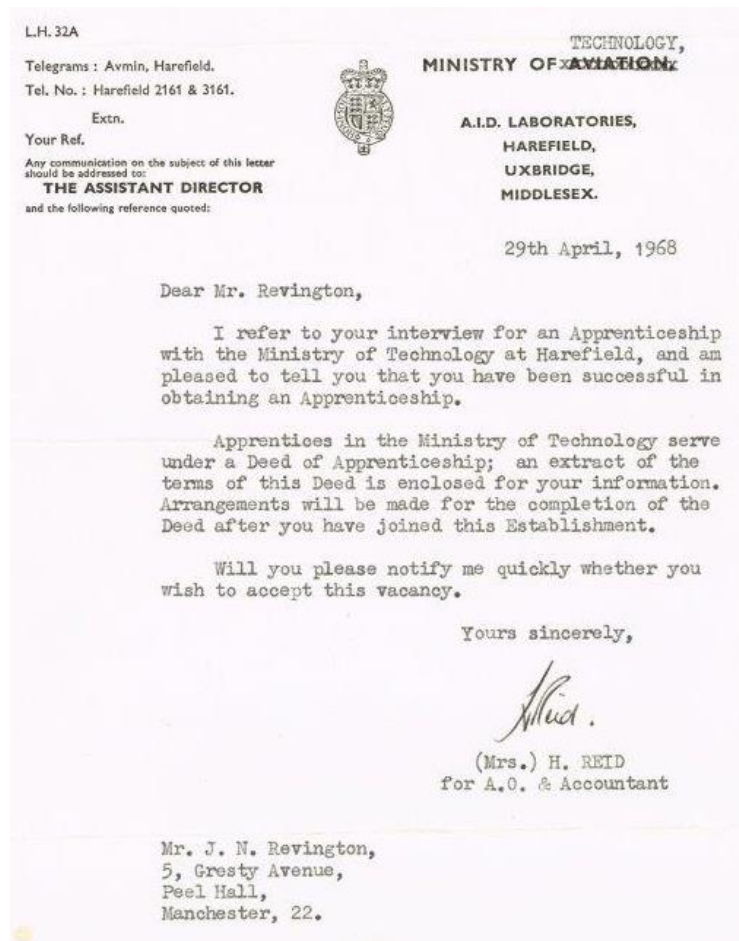 L.H. 32A
Telegrams : Avmin, Harefield.
Tel. No. : Harefield 2161 & 3161.
Extn.
Your Ref.
Any communication on the subject of this letter
should be addressed to:
THE ASSISTANT DIRECTOR
and the following reference quoted:
TECHNOLOGY,
MINISTRY OF AVIATION,
A.I.D. LABORATORIES,
HAREFIELD,
UXBRIDGE,
MIDDLESEX.
29th April, 1968
Dear Mr. Revington,
I refer to your interview for an Apprenticeship
with the Ministry of Technology at Harefield, and am
pleased to tell you that you have been successful in
obtaining an Apprenticeship.
Apprentices in the Ministry of Technology serve
under a Deed of Apprenticeship; an extract of the
terms of this Deed is enclosed for your information.
Arrangements will be made for the completion of the
Deed after you have joined this Establishment.
Will you please notify me quickly whether you
wish to accept this vacancy.
Yours sincerely,
HReid.
(Mrs.) H. REID
for A.O. & Accountant
Mr. J. N. Revington,
5, Gresty Avenue,
Peel Hall,
Manchester, 22.